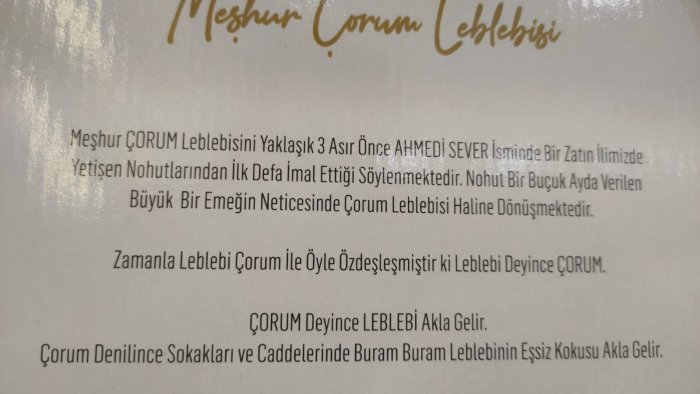 Meşhur Çorum Leblebisi
Meşhur ÇORUM Leblebisini Yaklaşık 3 Asır Önce AHMEDİ SEVER İsminde Bir Zatın İlimizde
Yetişen Nohutlarından İlk Defa İmal Ettiği Söylenmektedir. Nohut Bir Buçuk Ayda Verilen
Büyük Bir Emeğin Neticesinde Çorum Leblebisi Haline Dönüşmektedir.
Zamanla Leblebi Çorum İle Öyle Özdeşleşmiştir ki Leblebi Deyince ÇORUM.
ÇORUM Deyince LEBLEBİ Akla Gelir.
Çorum Denilince Sokakları ve Caddelerinde Buram Buram Leblebinin Eşsiz Kokusu Akla Gelir.